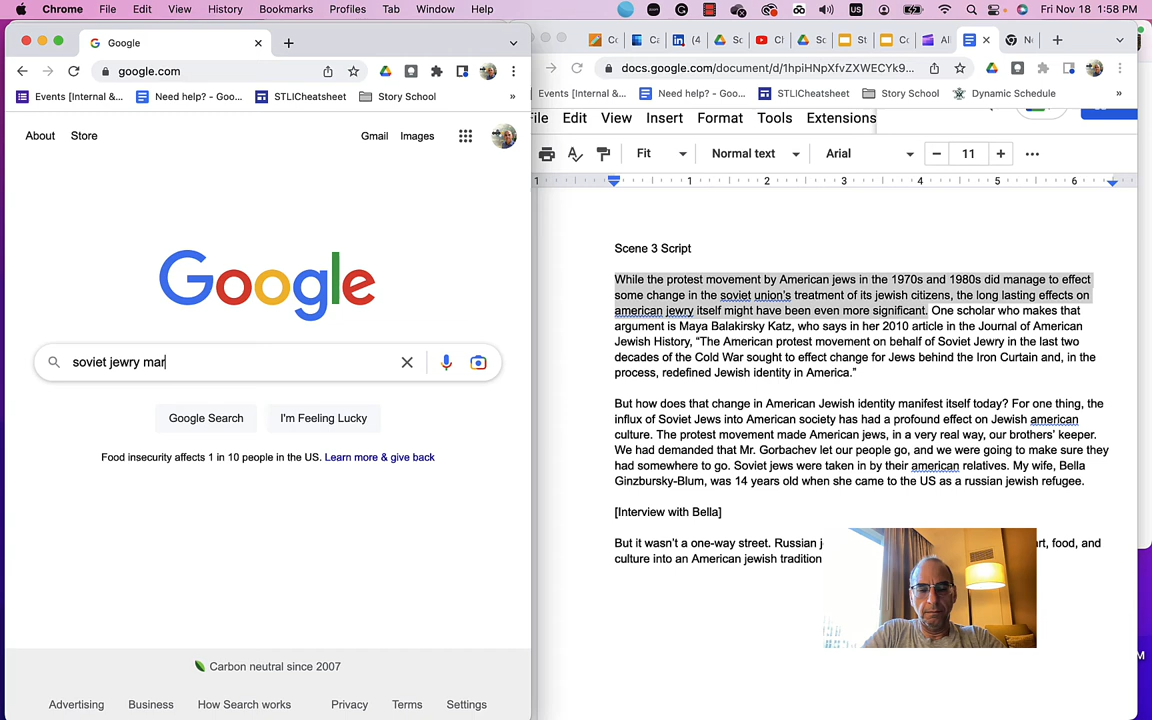 Chrome File Edit View History Bookmarks Profiles Tab Window Help
US
Fri Nov 18 1:58 PM
Google
google.com
Events [Internal &... Need help? - Goo... STLICheatsheet Story School »
About Store Gmail Images
Google
soviet jewry mar
Google Search I'm Feeling Lucky
Food insecurity affects 1 in 10 people in the US. Learn more & give back
Carbon neutral since 2007
Advertising Business How Search works Privacy Terms Settings
docs.google.com/document/d/1hpiHNpXfvZXWECYk9...
Events [Internal &... Need help? - Goo... STLICheatsheet Story School Dynamic Schedule »
File Edit View Insert Format Tools Extensions
Fit Normal text Arial 11
1 1 2 3 4 5 6
Scene 3 Script
While the protest movement by American jews in the 1970s and 1980s did manage to effect
some change in the soviet union's treatment of its jewish citizens, the long lasting effects on
american jewry itself might have been even more significant. One scholar who makes that
argument is Maya Balakirsky Katz, who says in her 2010 article in the Journal of American
Jewish History, “The American protest movement on behalf of Soviet Jewry in the last two
decades of the Cold War sought to effect change for Jews behind the Iron Curtain and, in the
process, redefined Jewish identity in America.”
But how does that change in American Jewish identity manifest itself today? For one thing, the
influx of Soviet Jews into American society has had a profound effect on Jewish american
culture. The protest movement made American jews, in a very real way, our brothers’ keeper.
We had demanded that Mr. Gorbachev let our people go, and we were going to make sure they
had somewhere to go. Soviet jews were taken in by their american relatives. My wife, Bella
Ginzbursky-Blum, was 14 years old when she came to the US as a russian jewish refugee.
[Interview with Bella]
But it wasn’t a one-way street. Russian j art, food, and
culture into an American jewish tradition